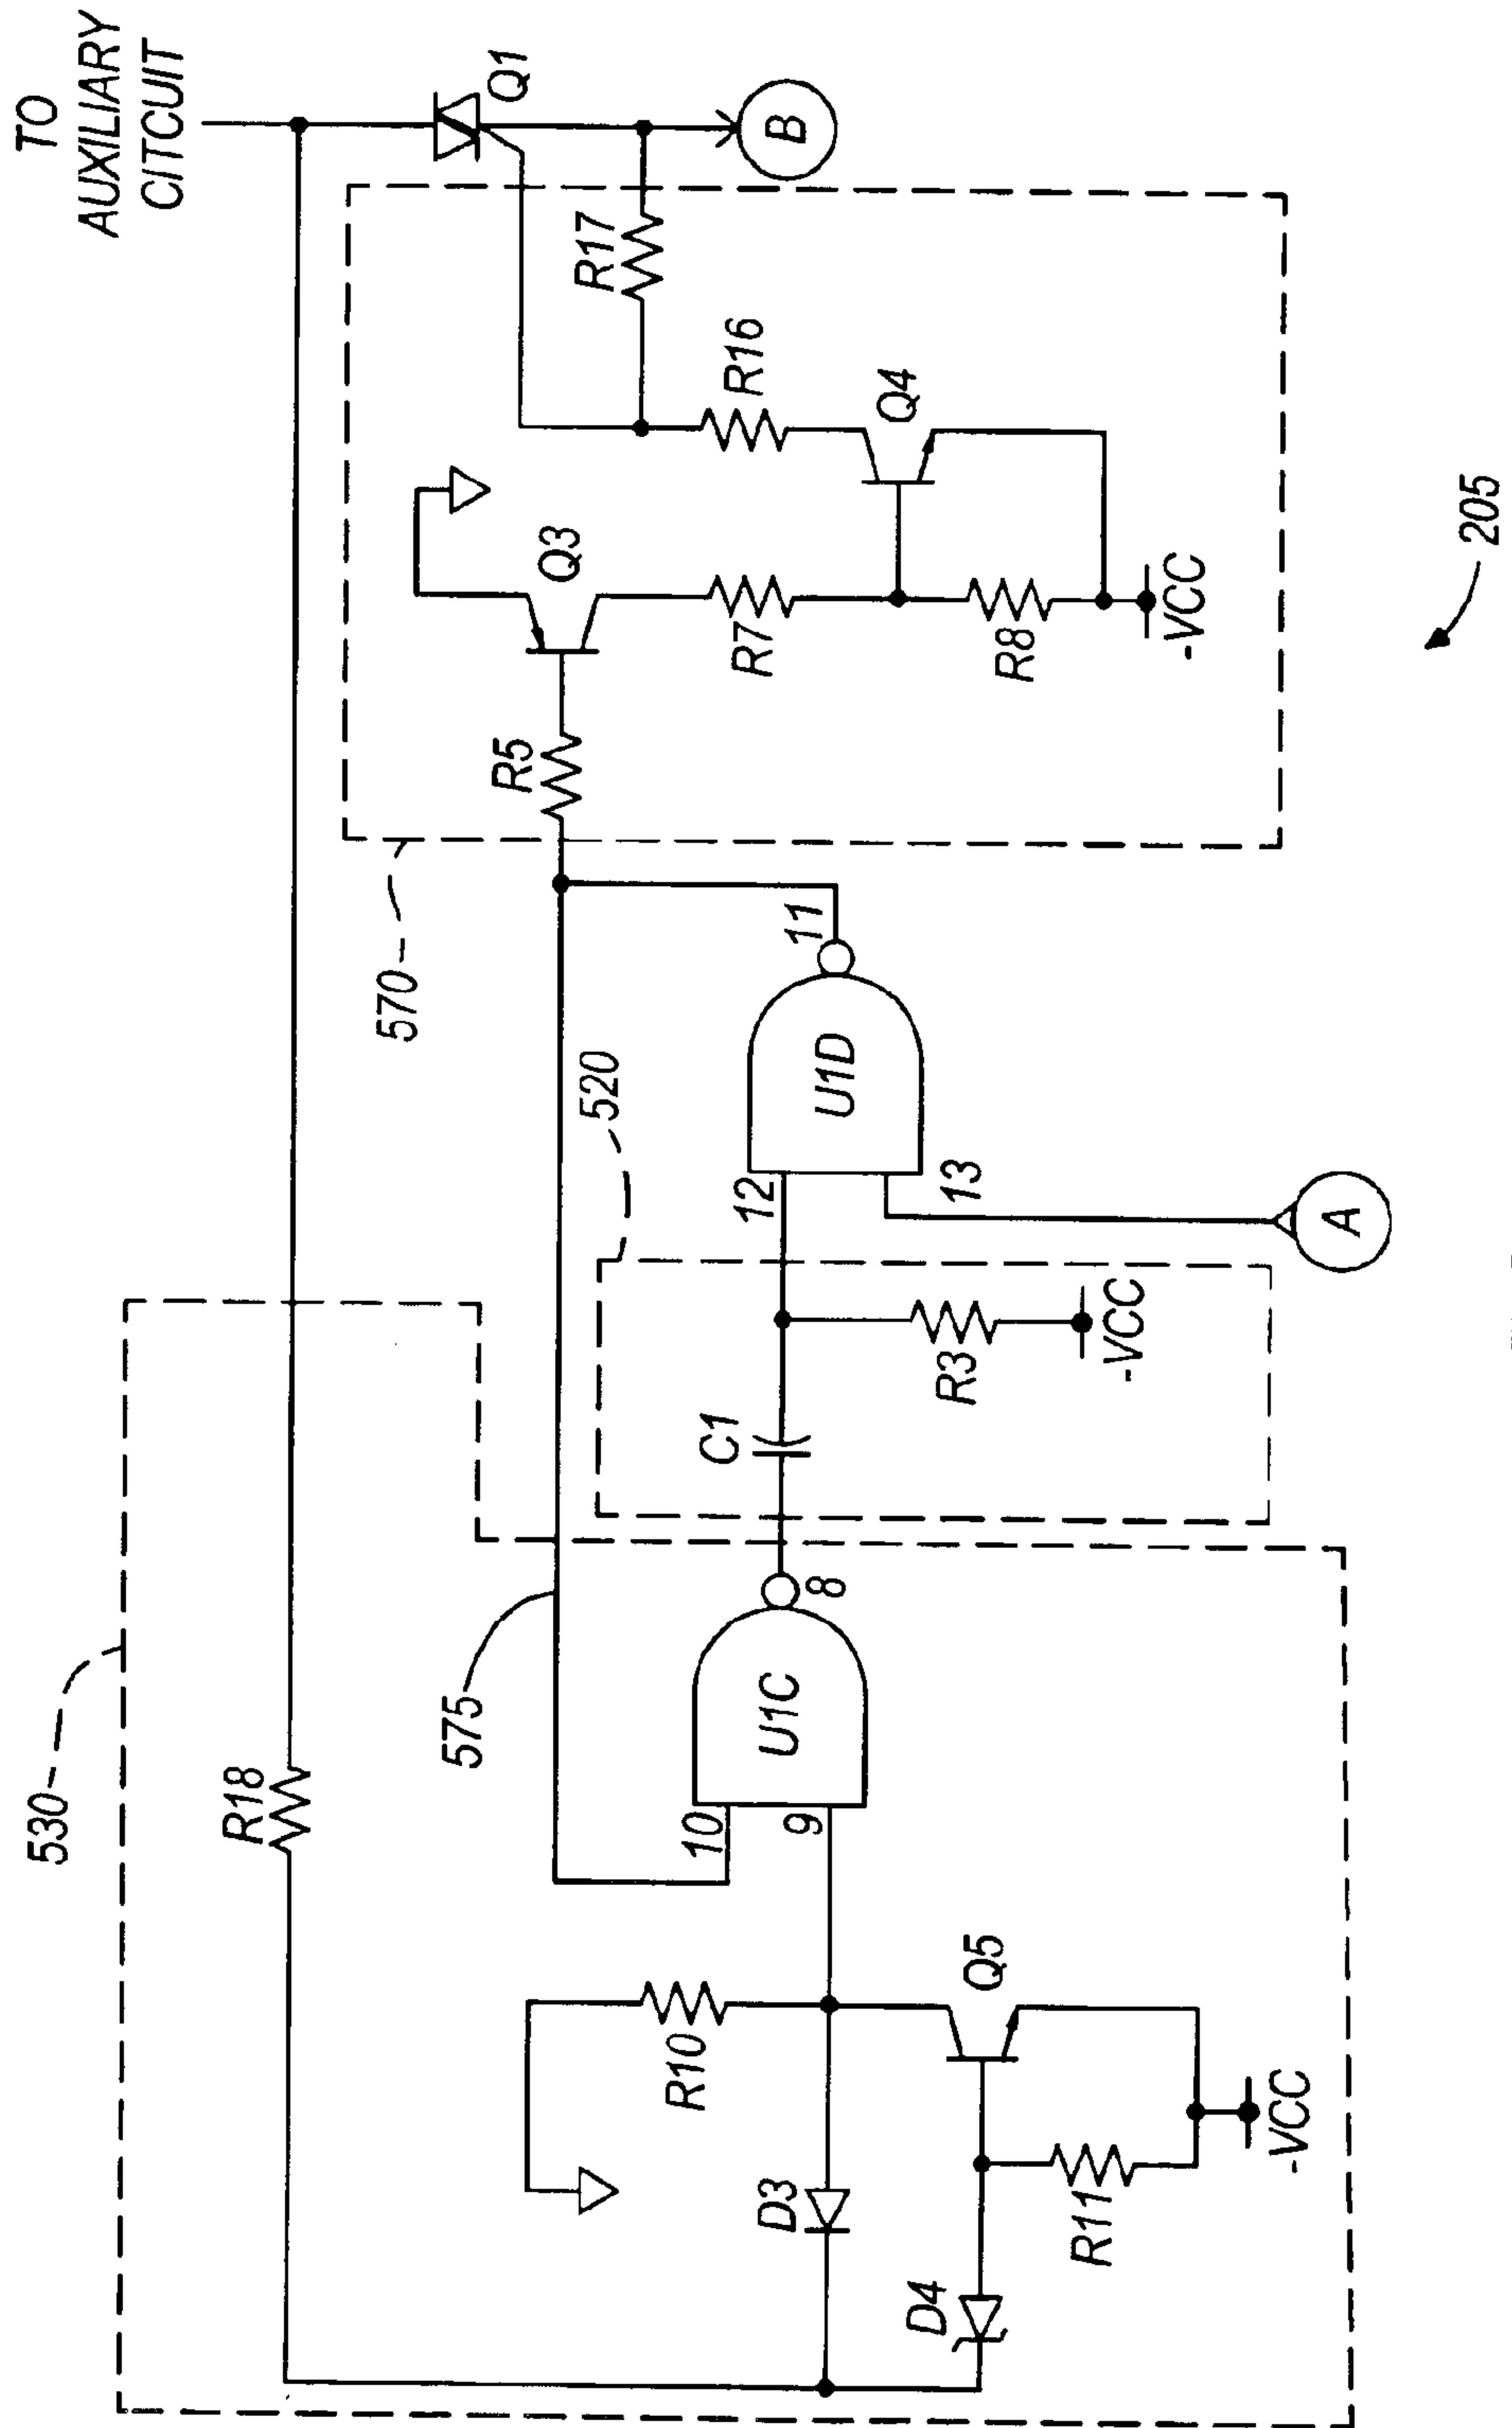 TO
AUXILIARY
CITCUIT
Q1
B
R17
R16
Q4
Q3
R7
R8
-VCC
R5
205
570
520
11
U1D
12
13
A
C1
R3
-VCC
530
R18
575
8
U1C
10
9
R10
Q5
D3
D4
R11
-VCC